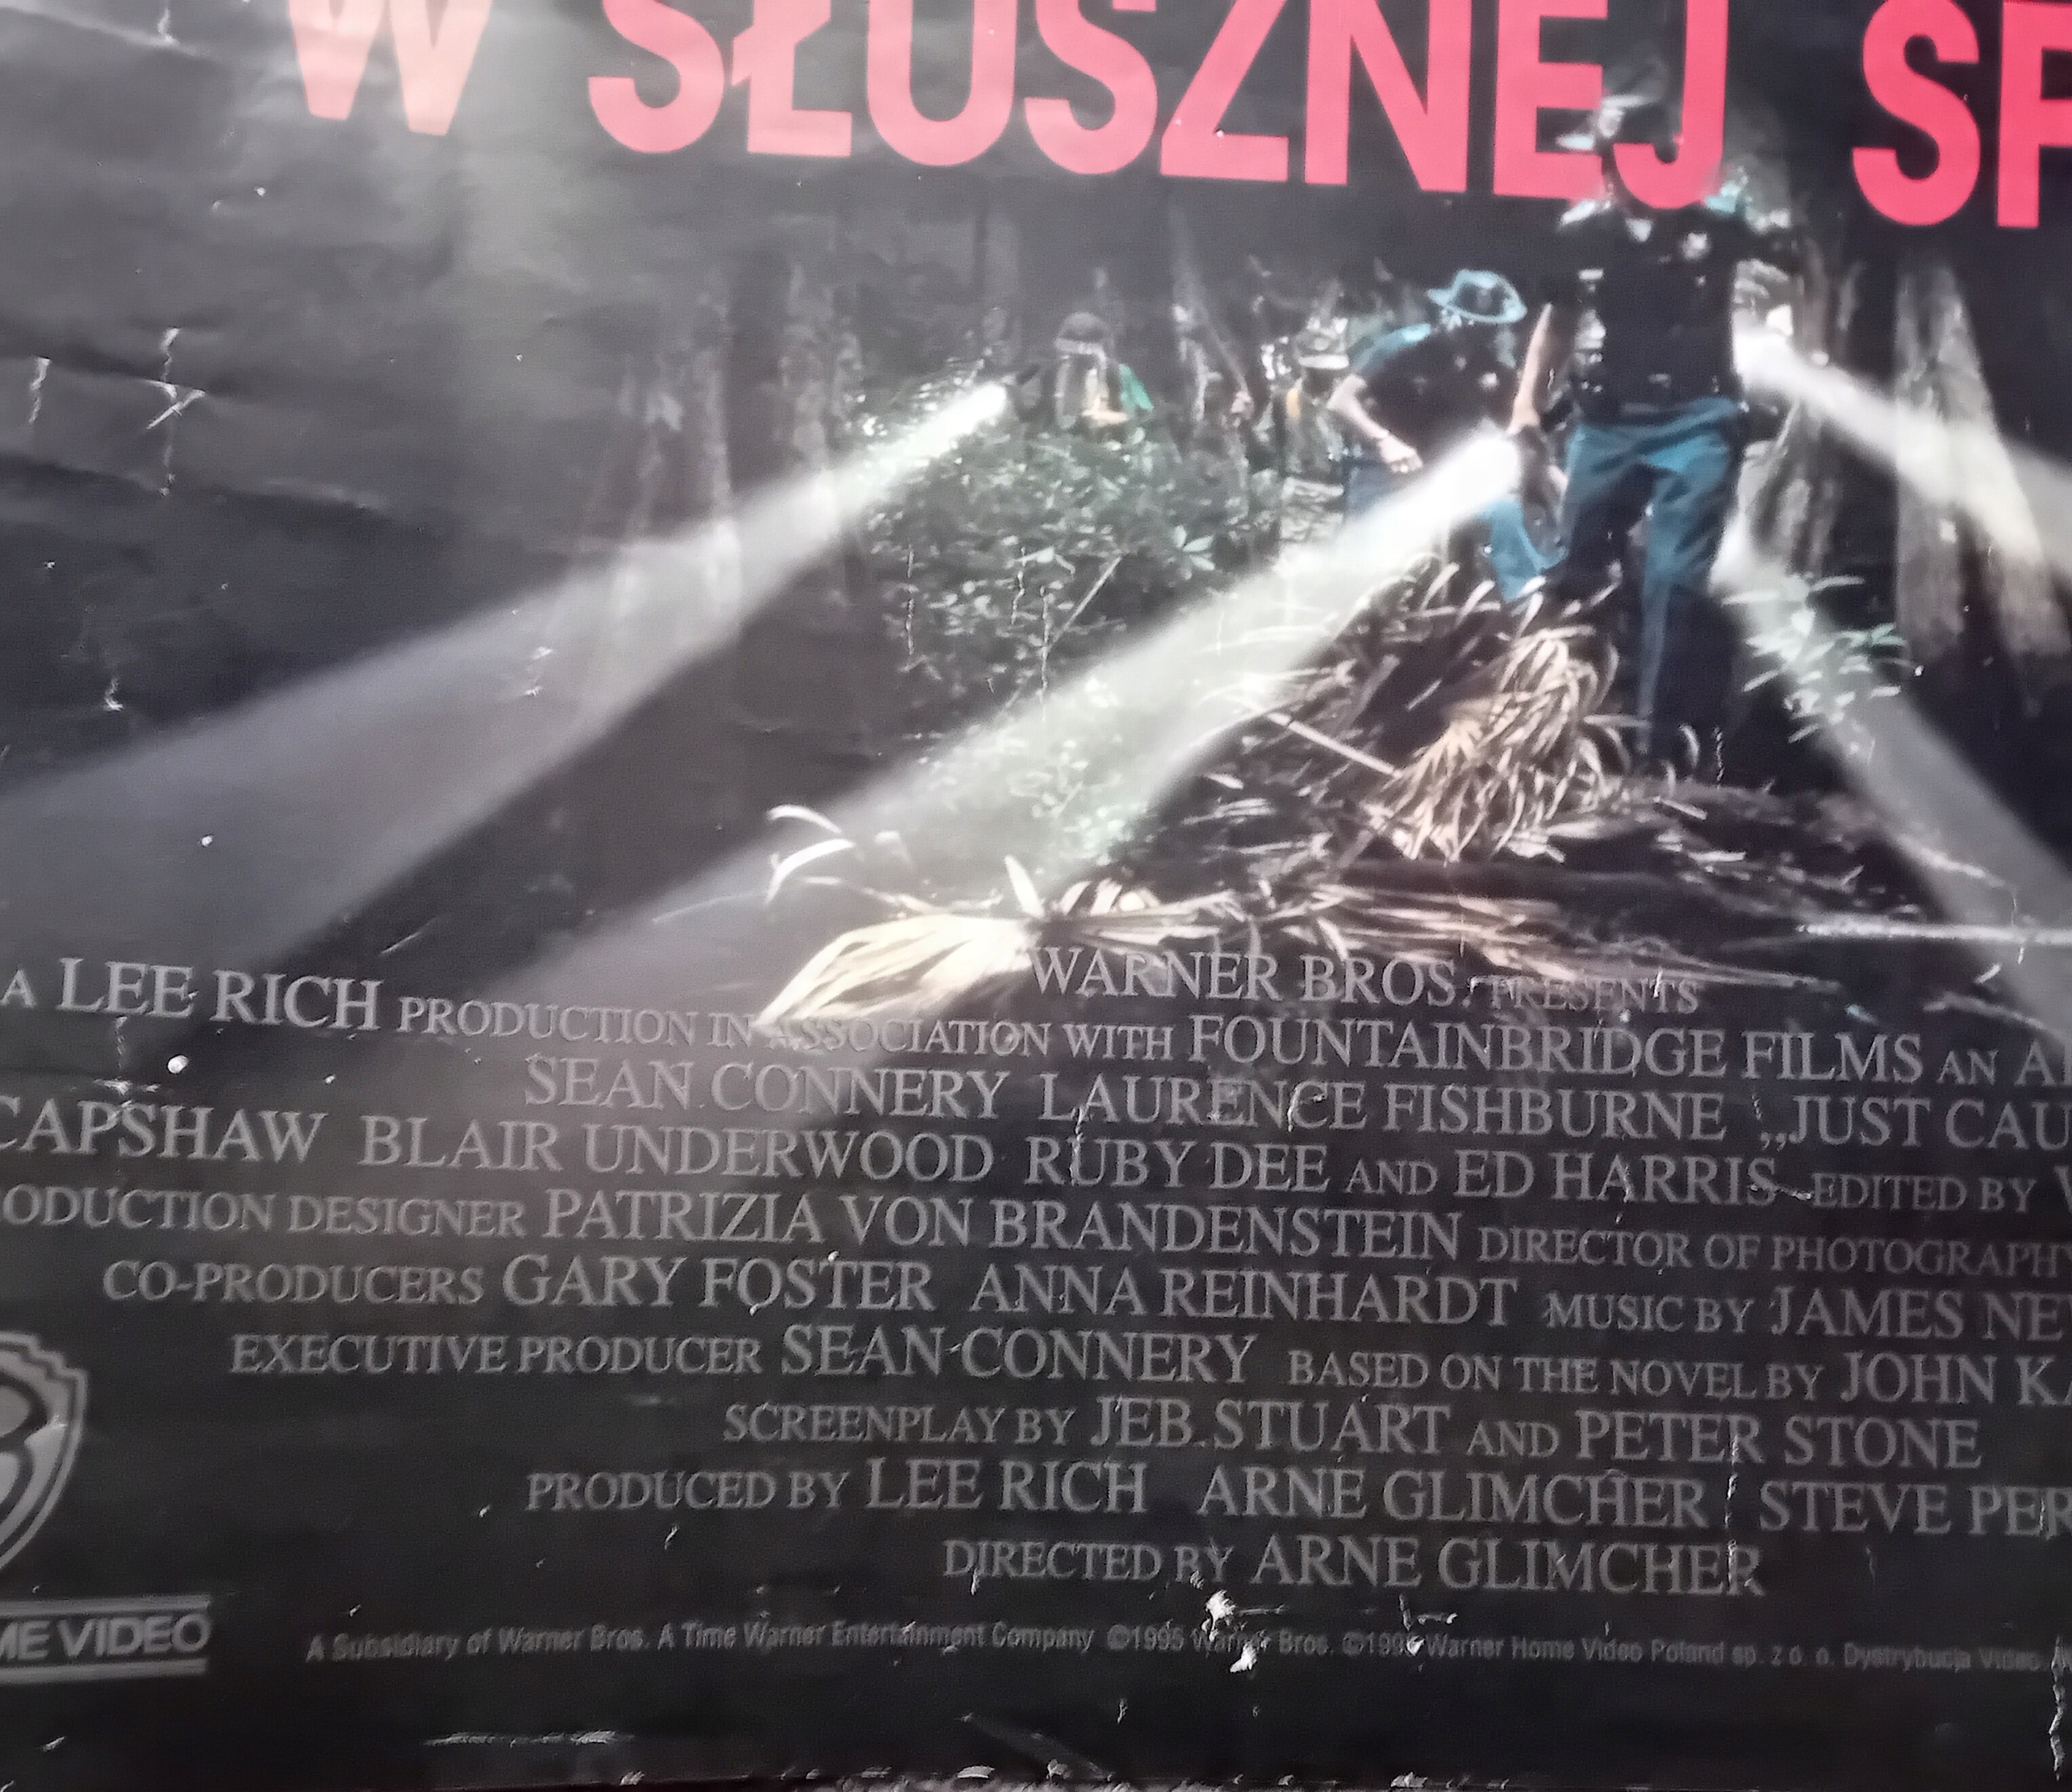 W SŁUSZNEJ SP
WARNER BROS. PRESENTS
A LEE RICH PRODUCTION IN ASSOCIATION WITH FOUNTAINBRIDGE FILMS AN A
SEAN CONNERY LAURENCE FISHBURNE „JUST CAU
CAPSHAW BLAIR UNDERWOOD RUBY DEE AND ED HARRIS EDITED BY
ODUCTION DESIGNER PATRIZIA VON BRANDENSTEIN DIRECTOR OF PHOTOGRAPH
CO-PRODUCERS GARY FOSTER ANNA REINHARDT MUSIC BY JAMES NE
EXECUTIVE PRODUCER SEAN CONNERY BASED ON THE NOVEL BY JOHN KA
SCREENPLAY BY JEB STUART AND PETER STONE
PRODUCED BY LEE RICH ARNE GLIMCHER STEVE PER
DIRECTED BY ARNE GLIMCHER
ME VIDEO
A Subsidiary of Warner Bros. A Time Warner Entertainment Company ©1995 Warner Bros. Warner Home Video Poland sp. z o. o. Dystrybucja Video